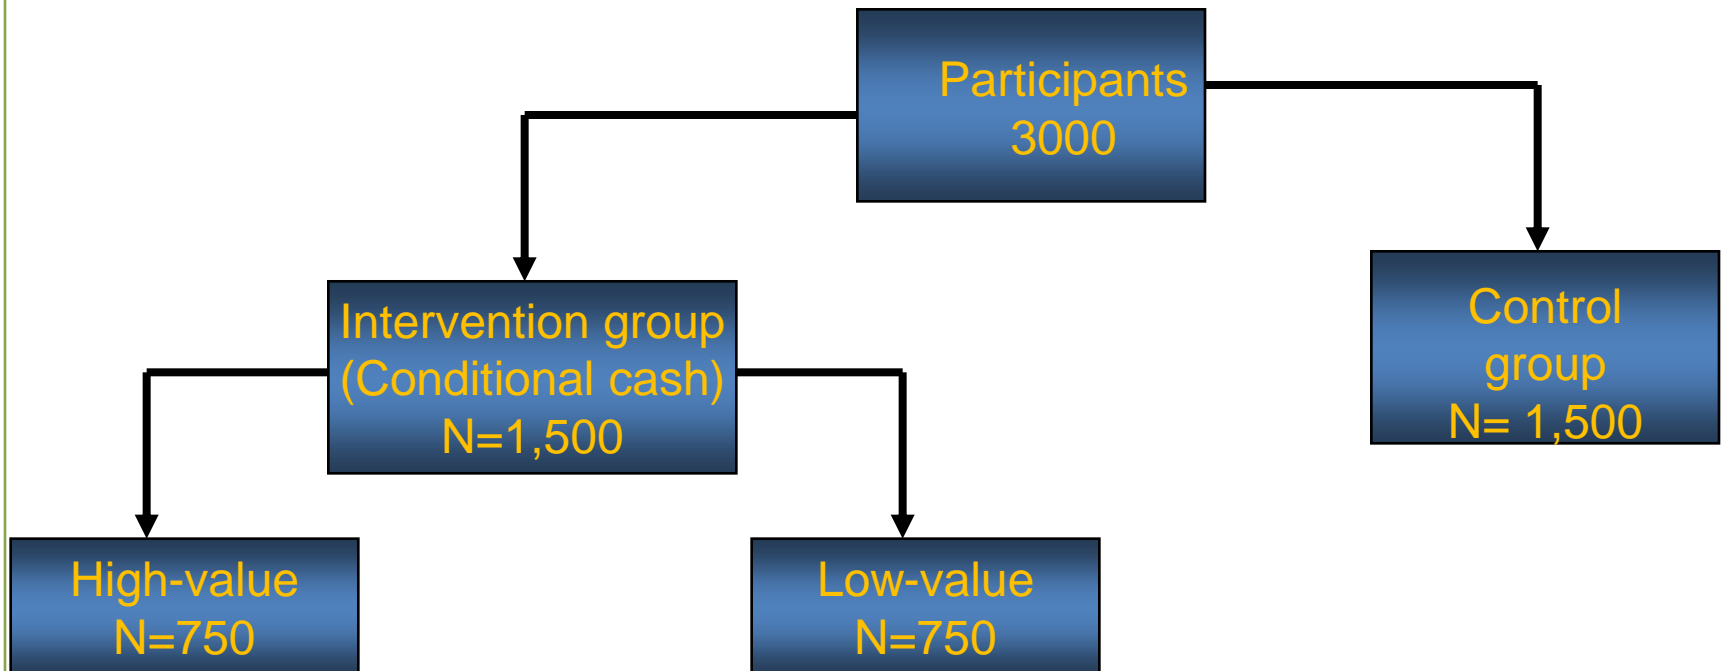 Participants
3000
Intervention group
(Conditional cash)
N=1,500
Control
group
N= 1,500
High-value
N=750
Low-value
N=750